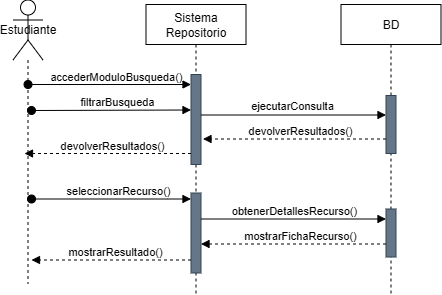 Estudiante
Sistema
Repositorio
BD
accederModuloBusqueda()
filtrarBusqueda
ejecutarConsulta
devolverResultados()
devolverResultados()
seleccionarRecurso()
obtenerDetallesRecurso()
mostrarFichaRecurso()
mostrarResultado()